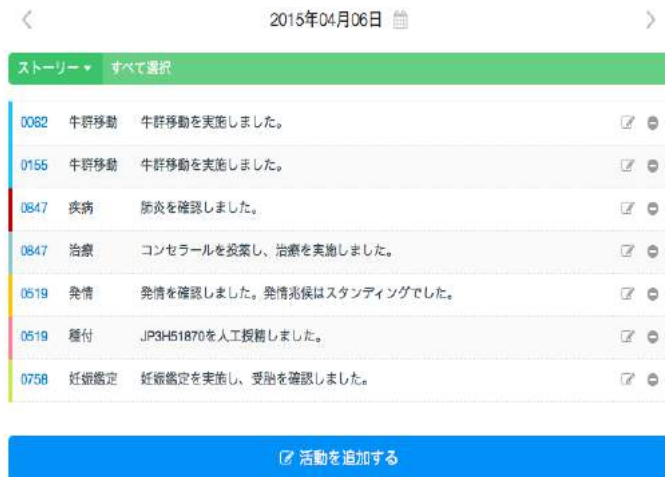 2015年04月06日
ストーリー すべて選択
0082 牛群移動 牛群移動を実施しました。
0155 牛群移動 牛群移動を実施しました。
0847 疾病 肺炎を確認しました。
0847 治療 コンセラールを投薬し、治療を実施しました。
0519 発情 発情を確認しました。発情兆候はスタンディングでした。
0519 種付 JP3H51870を人工授精しました。
0758 妊娠鑑定 妊娠鑑定を実施し、受胎を確認しました。
活動を追加する